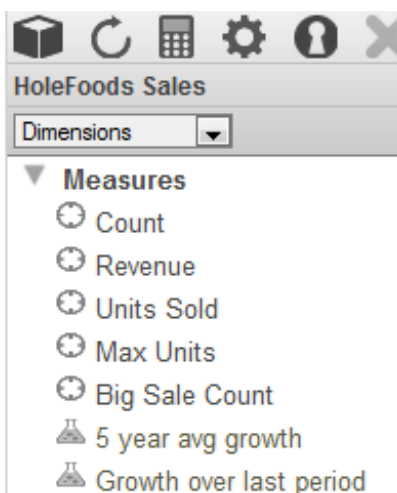 HoleFoods Sales
Dimensions
Measures
Count
Revenue
Units Sold
Max Units
Big Sale Count
5 year avg growth
Growth over last period